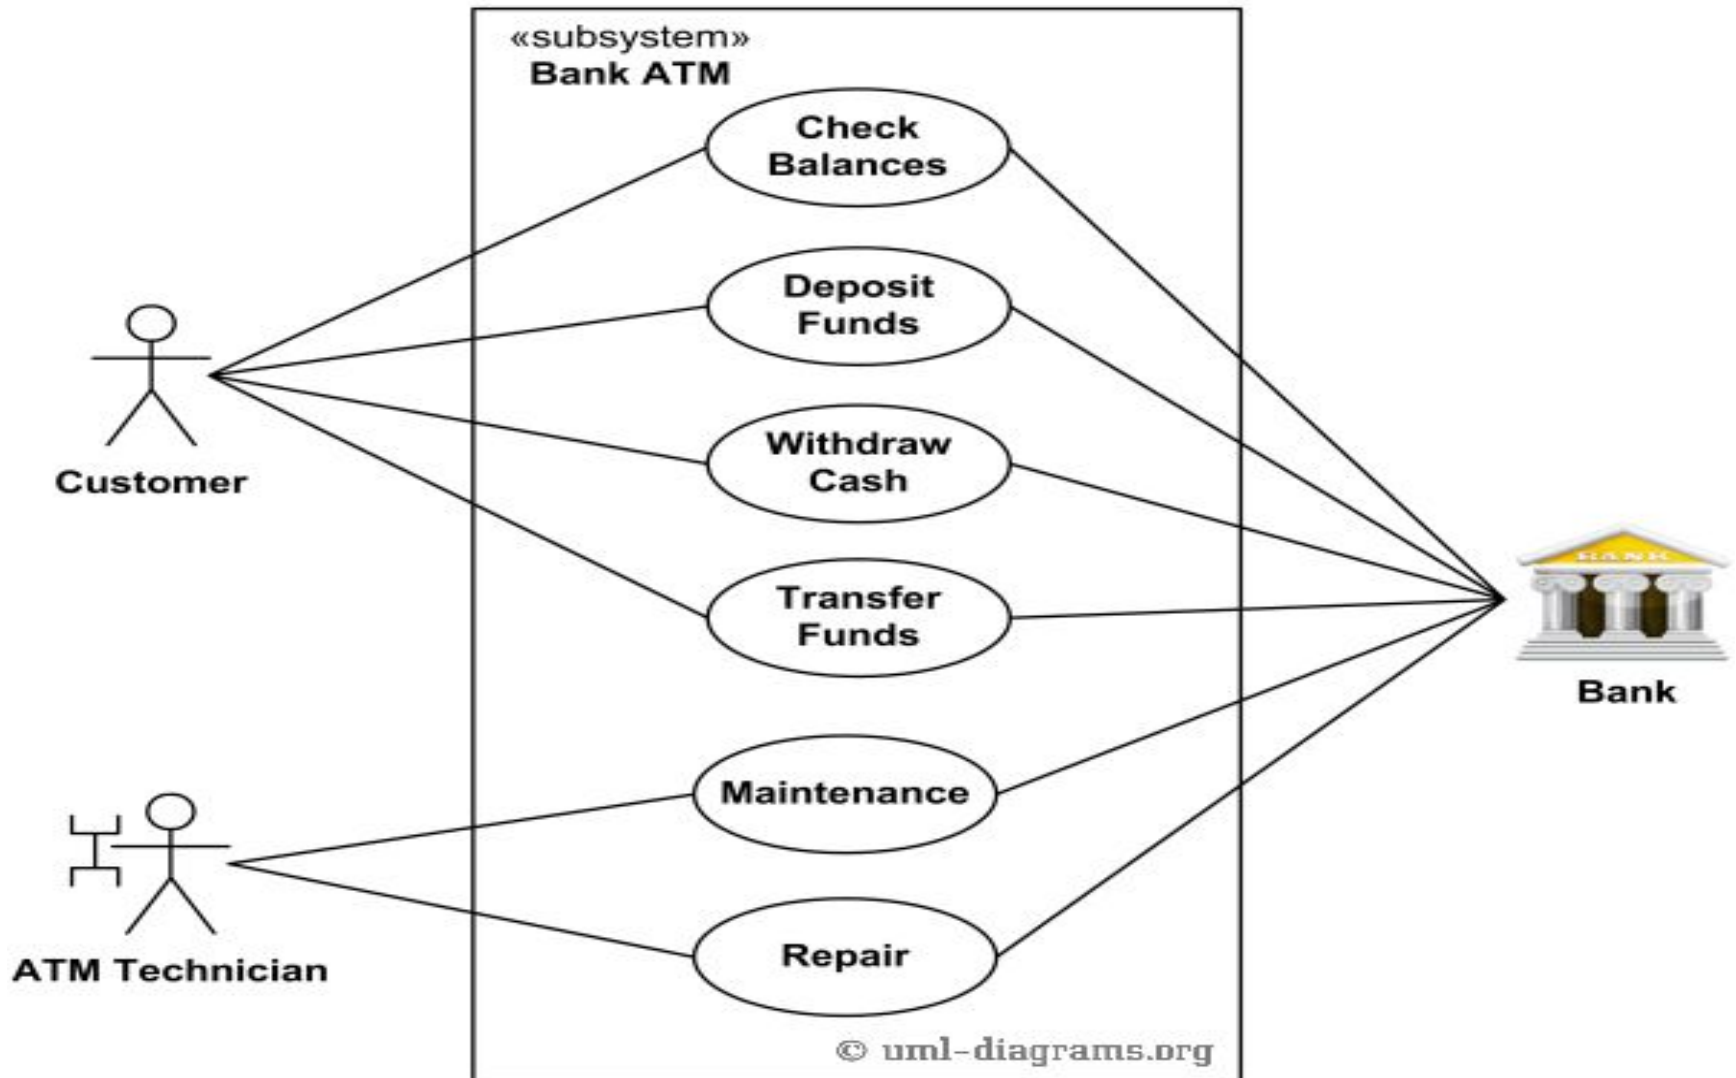 «subsystem»
Bank ATM
Check
Balances
Deposit
Funds
Withdraw
Cash
Customer
Transfer
Funds
BANK
Bank
Maintenance
ATM Technician
Repair
© uml-diagrams.org